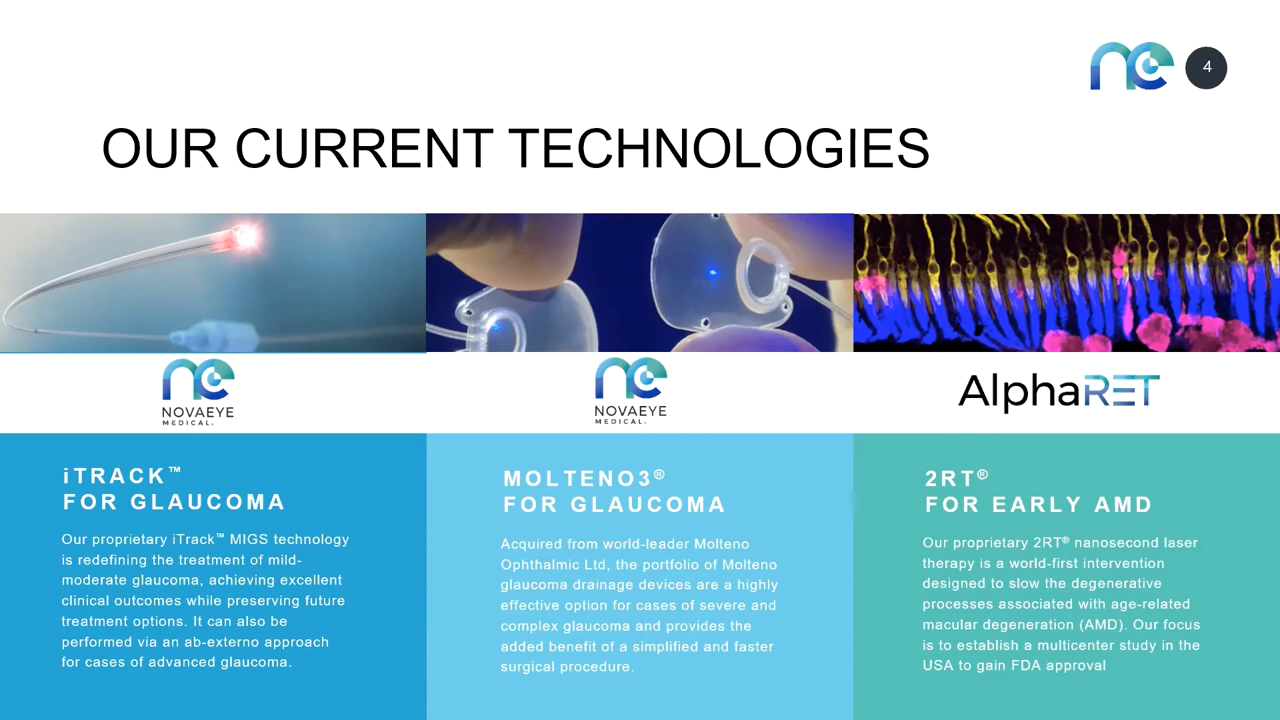 ne
4
OUR CURRENT TECHNOLOGIES
ne
NOVAEYE
MEDICAL.
ne
NOVAEYE
MEDICAL.
AlphaRET
iTRACK™
FOR GLAUCOMA
Our proprietary iTrack™ MIGS technology
is redefining the treatment of mild-
moderate glaucoma, achieving excellent
clinical outcomes while preserving future
treatment options. It can also be
performed via an ab-externo approach
for cases of advanced glaucoma.
MOLTENO3®
FOR GLAUCOMA
Acquired from world-leader Molteno
Ophthalmic Ltd, the portfolio of Molteno
glaucoma drainage devices are a highly
effective option for cases of severe and
complex glaucoma and provides the
added benefit of a simplified and faster
surgical procedure.
2RT®
FOR EARLY AMD
Our proprietary 2RT® nanosecond laser
therapy is a world-first intervention
designed to slow the degenerative
processes associated with age-related
macular degeneration (AMD). Our focus
is to establish a multicenter study in the
USA to gain FDA approval